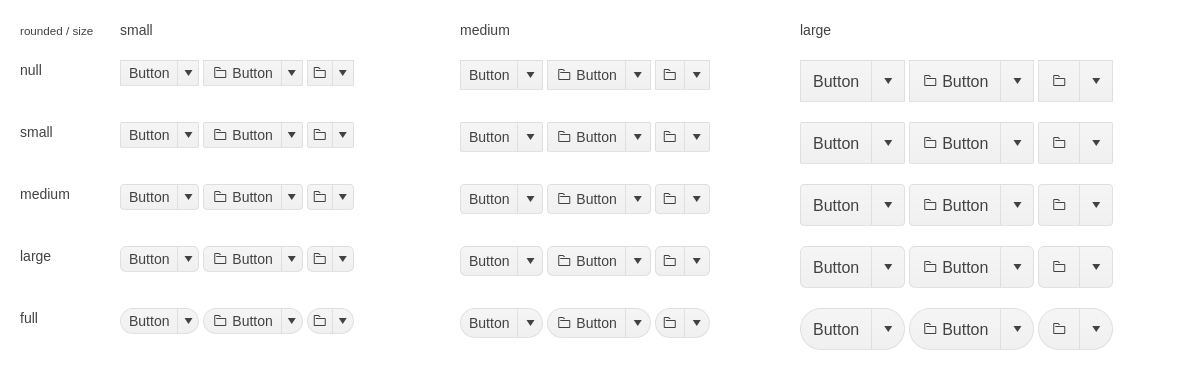 rounded / size small medium large
null Button Button Button Button Button Button
small Button Button Button Button Button Button
medium Button Button Button Button Button Button
large Button Button Button Button Button Button
full Button Button Button Button Button Button